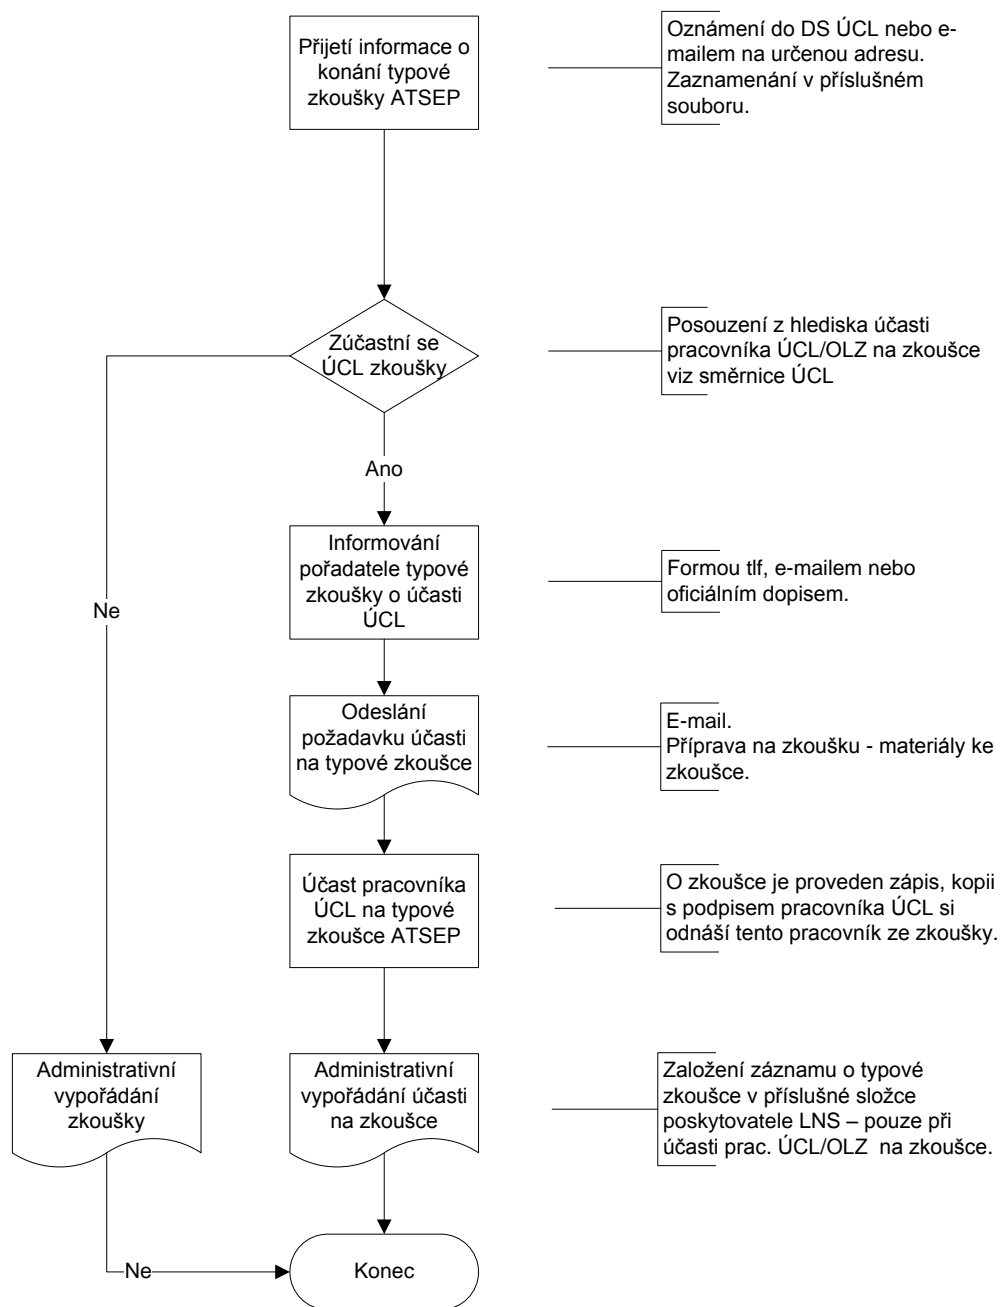 Přijetí informace o
konání typové
zkoušky ATSEP
Oznámení do DS ÚCL nebo e-
mailem na určenou adresu.
Zaznamenání v příslušném
souboru.
Zúčastní se
ÚCL zkoušky
Posouzení z hlediska účasti
pracovníka ÚCL/OLZ na zkoušce
viz směrnice ÚCL
Ano
Ne
Informování
pořadatele typové
zkoušky o účasti
ÚCL
Formou tlf, e-mailem nebo
oficiálním dopisem.
Odeslání
požadavku účasti
na typové zkoušce
E-mail.
Příprava na zkoušku - materiály ke
zkoušce.
Účast pracovníka
ÚCL na typové
zkoušce ATSEP
O zkoušce je proveden zápis, kopii
s podpisem pracovníka ÚCL si
odnáší tento pracovník ze zkoušky.
Administrativní
vypořádání
zkoušky
Administrativní
vypořádání účasti
na zkoušce
Založení záznamu o typové
zkoušce v příslušné složce
poskytovatele LNS – pouze při
účasti prac. ÚCL/OLZ  na zkoušce.
Ne
Konec